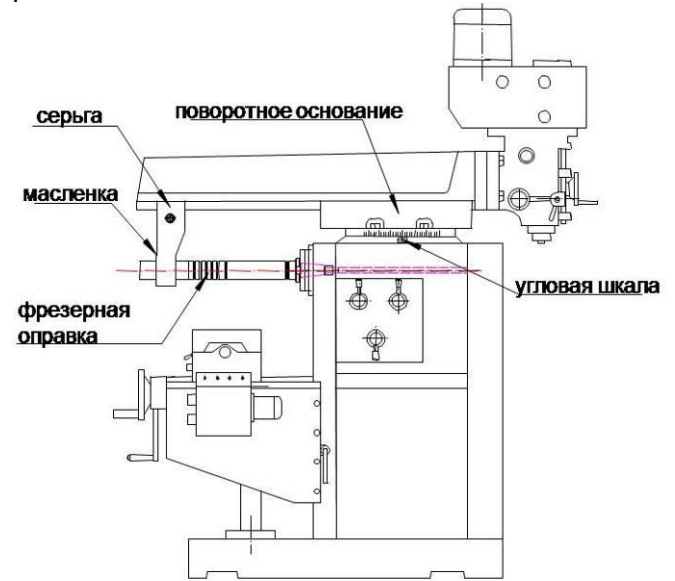 серьга
поворотное основание
масленка
угловая шкала
фрезерная
оправка